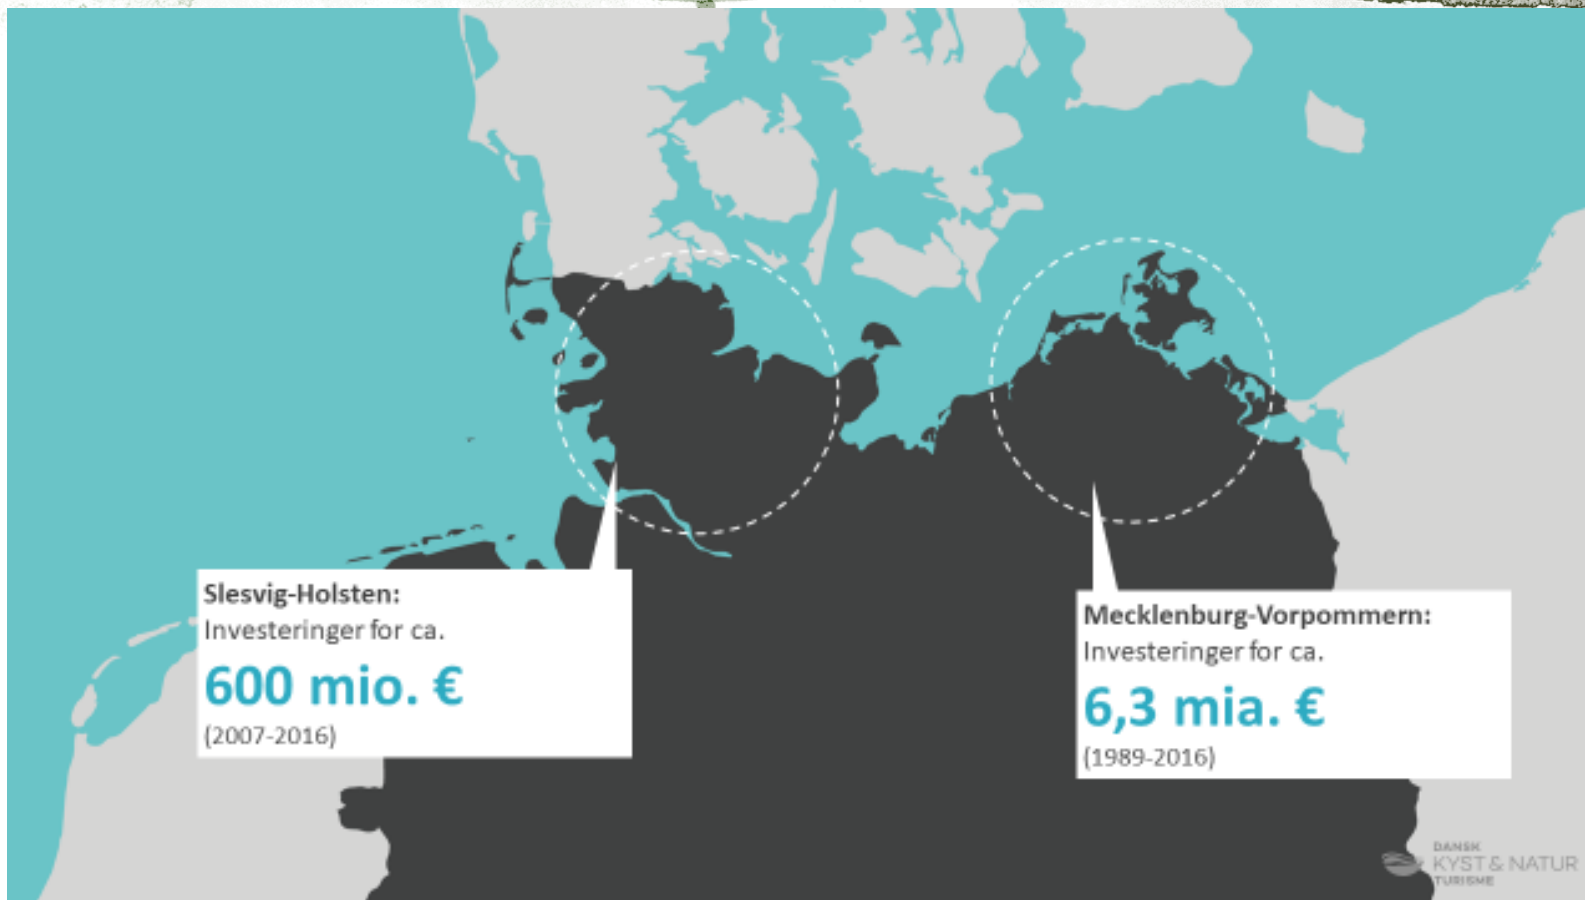 Slesvig-Holsten:
Investeringer for ca.
600 mio. €
(2007-2016)
Mecklenburg-Vorpommern:
Investeringer for ca.
6,3 mia. €
(1989-2016)
DANSK
KYST & NATUR
TURISME